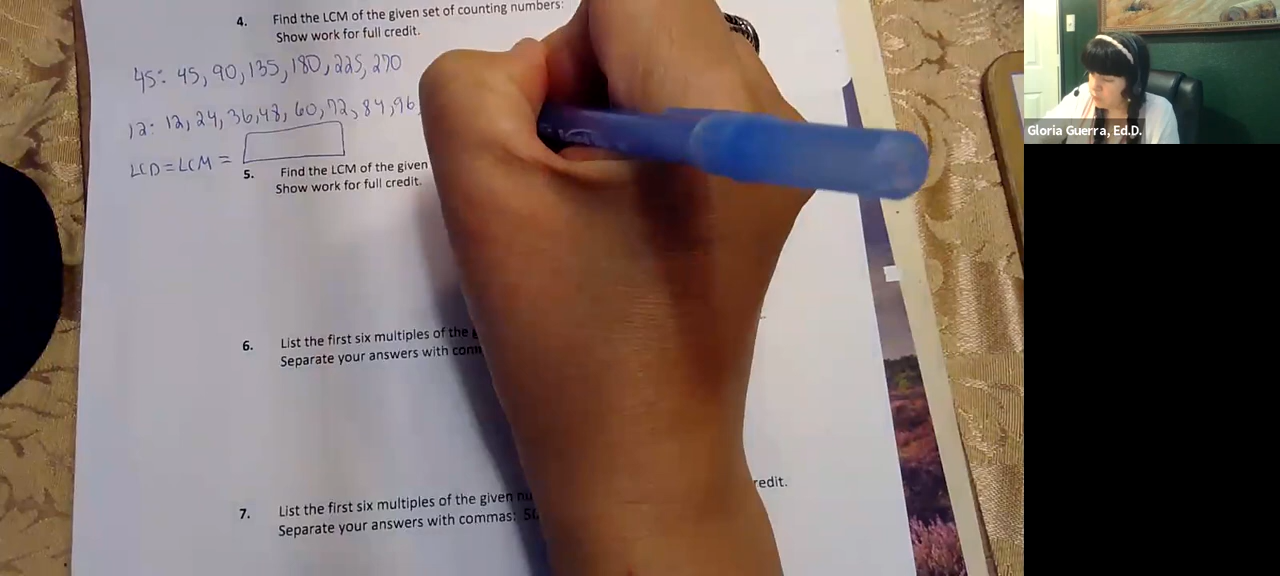 4. Find the LCM of the given set of counting numbers:
Show work for full credit.
45: 45, 90, 135, 180, 225, 270
12: 12, 24, 36, 48, 60, 72, 84, 96,
LCD = LCM =
5. Find the LCM of the given
Show work for full credit.
6. List the first six multiples of the
Separate your answers with
7. List the first six multiples of the given
redit.
Separate your answers with commas:
Gloria Guerra, Ed.D.